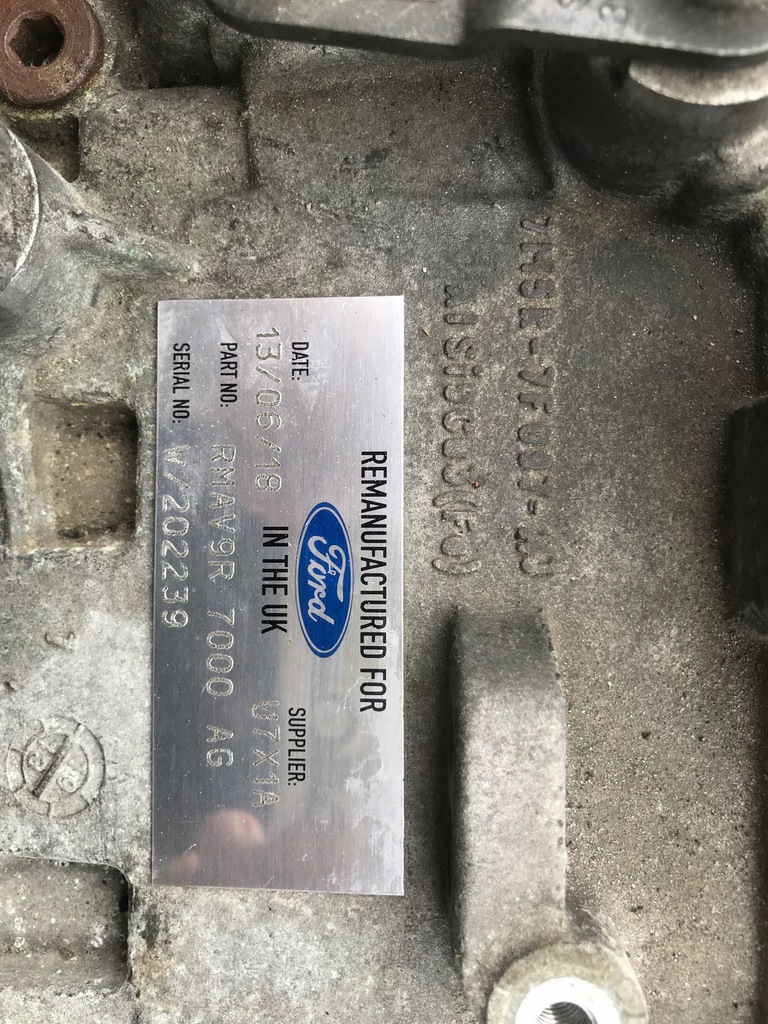 REMANUFACTURED FOR
Ford
IN THE UK
DATE:
13/06/18
SUPPLIER:
U7X1A
PART NO: RMAV9R 7000 AG
SERIAL NO: W/202239